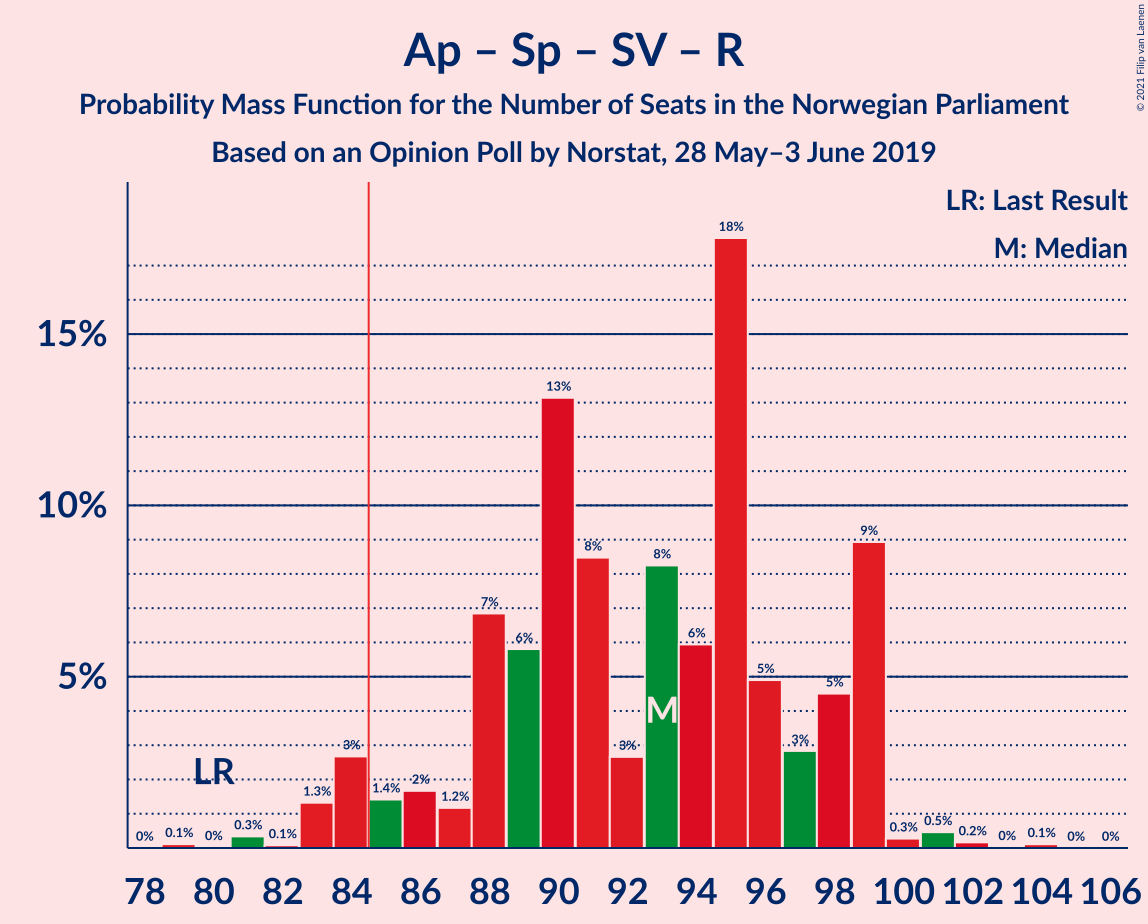 Ap – Sp – SV – R
Probability Mass Function for the Number of Seats in the Norwegian Parliament
Based on an Opinion Poll by Norstat, 28 May–3 June 2019
© 2021 Filip van Laenen
LR: Last Result
M: Median
15%
10%
5%
0% 0.1% 0% 0.3% 0.1% 1.3% 3% 1.4% 2% 1.2% 7% 6% 13% 8% 3% 8% 6% 18% 5% 3% 5% 9% 0.3% 0.5% 0.2% 0% 0.1% 0% 0%
LR
M
78 80 82 84 86 88 90 92 94 96 98 100 102 104 106